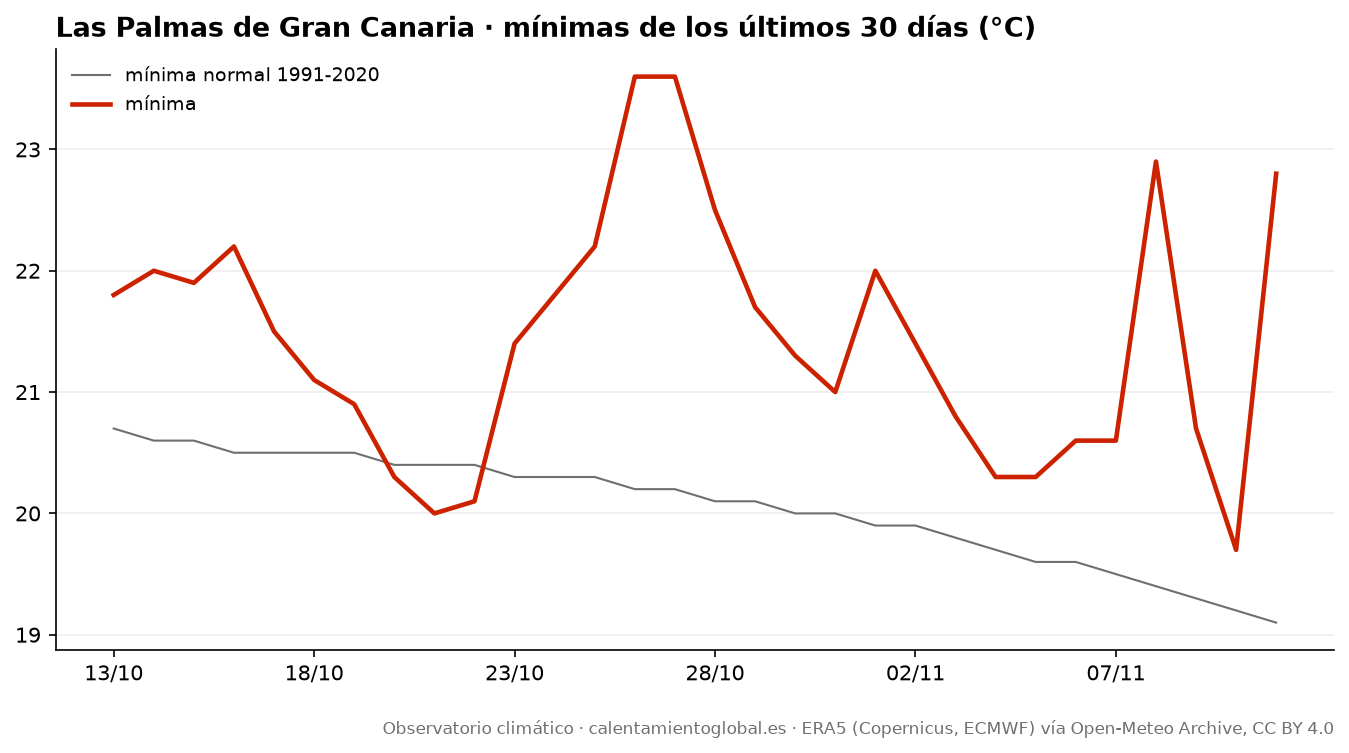 Las Palmas de Gran Canaria · mínimas de los últimos 30 días (°C)
mínima normal 1991-2020
mínima
23
22
21
20
19
13/10 18/10 23/10 28/10 02/11 07/11
Observatorio climático · calentamientoglobal.es · ERA5 (Copernicus, ECMWF) vía Open-Meteo Archive, CC BY 4.0